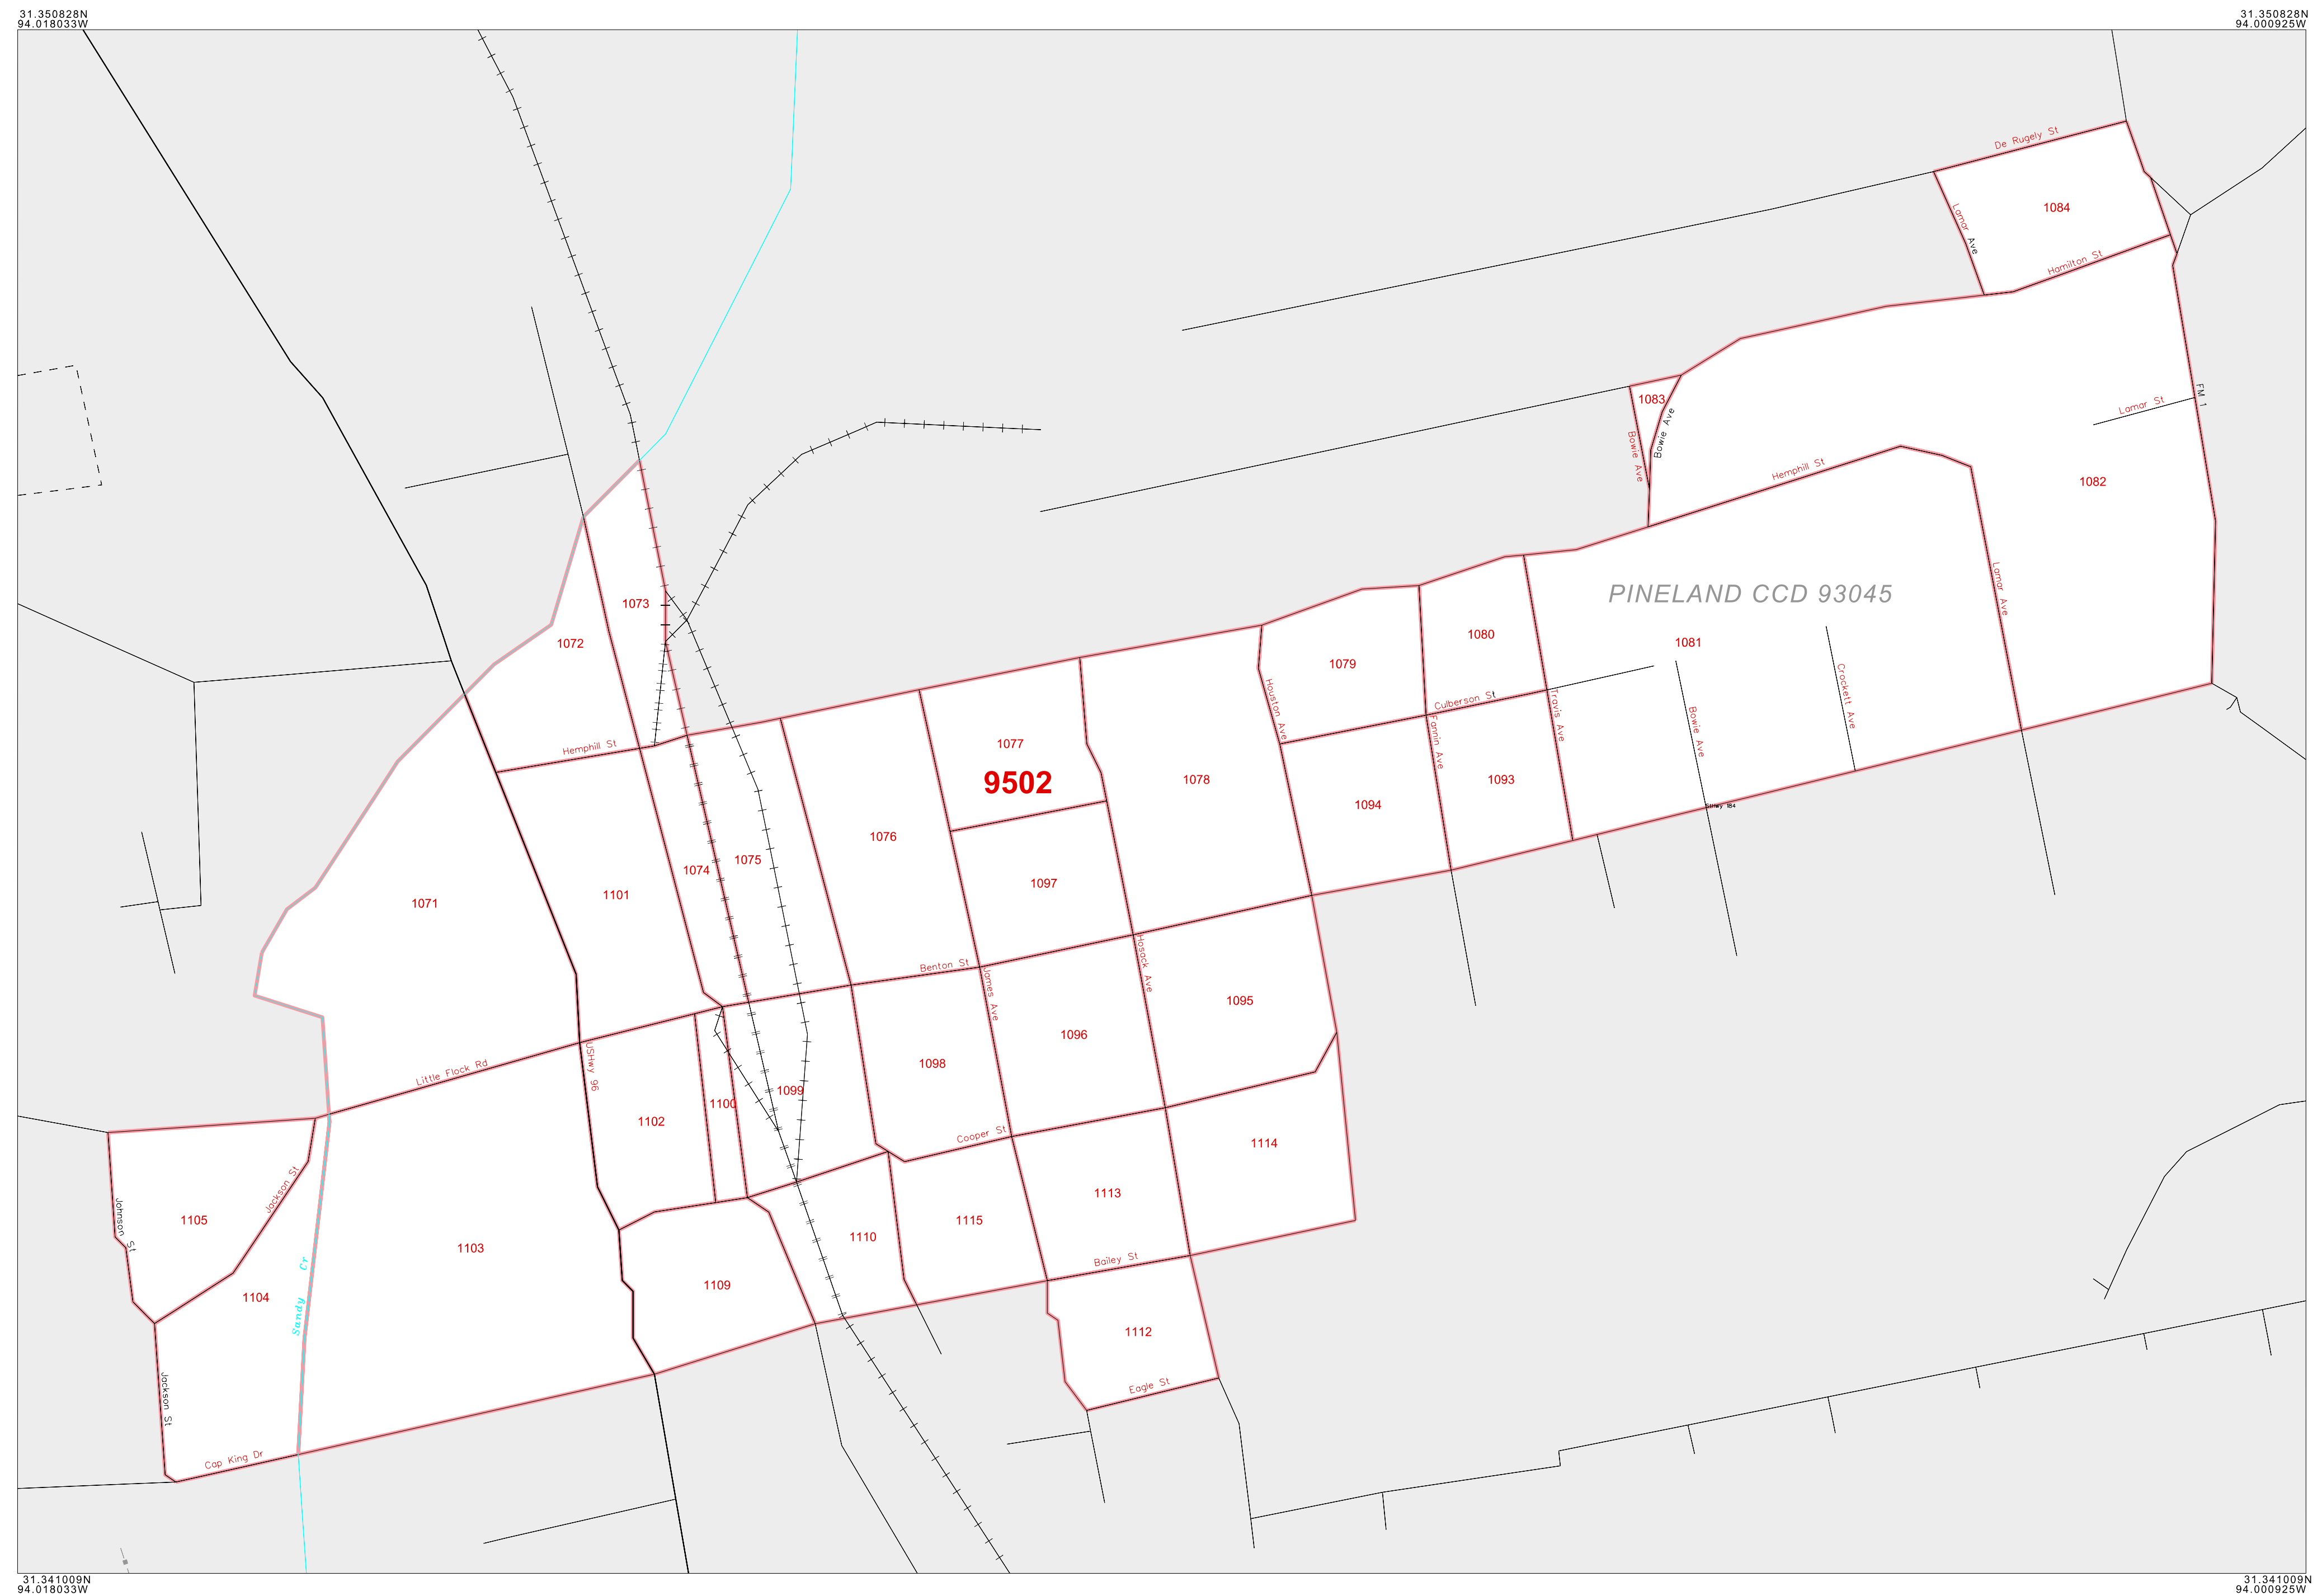 31.350828N
94.018033W
31.350828N
94.000925W
De Rugely St
1084
Lamar Ave
Hamilton St
FM 1
Lamar St
1083
Bowie Ave
Bowie Ave
Hemphill St
1082
PINELAND CCD 93045
Lamar Ave
1073
1072
1080
1081
1079
Crockett Ave
Culberson St
Houston Ave
Travis Ave
Fannin Ave
Bowie Ave
Hemphill St
1077
9502
1078
1093
1094
StHwy 184
1076
1075
1074
1097
1101
1071
Benton St
James Ave
Hosack Ave
1095
1096
1098
Little Flock Rd
USHwy 96
1099
1100
1102
Cooper St
1114
Jackson St
Johnson St
1105
1113
1115
1110
1103
Bailey St
Sandy Cr
1104
1109
1112
Eagle St
Jackson St
Cap King Dr
31.341009N
94.018033W
31.341009N
94.000925W